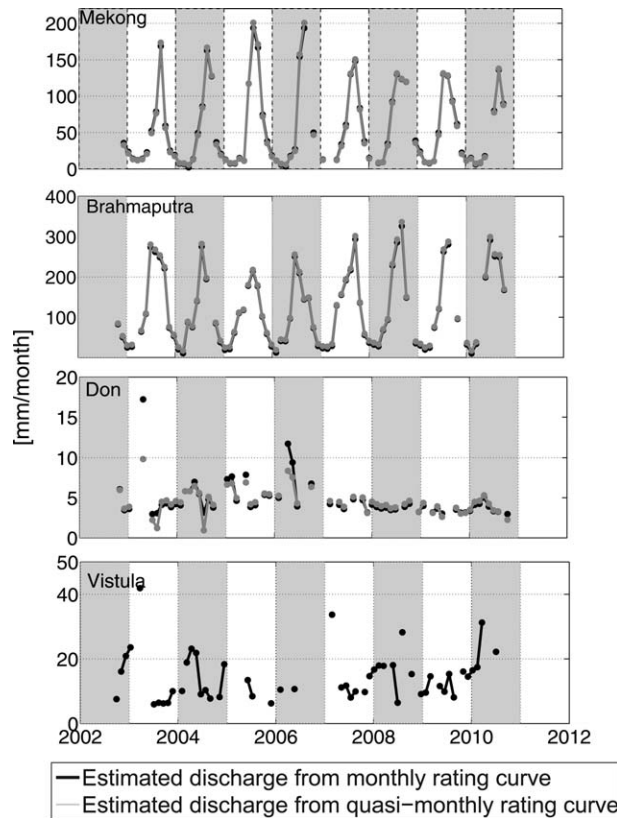 Mekong
200
150
100
50
0
Brahmaputra
400
300
200
100
[mm/month]
Don
20
15
10
5
0
Vistula
50
40
20
0
2002 2004 2006 2008 2010 2012
Estimated discharge from monthly rating curve
Estimated discharge from quasi-monthly rating curve